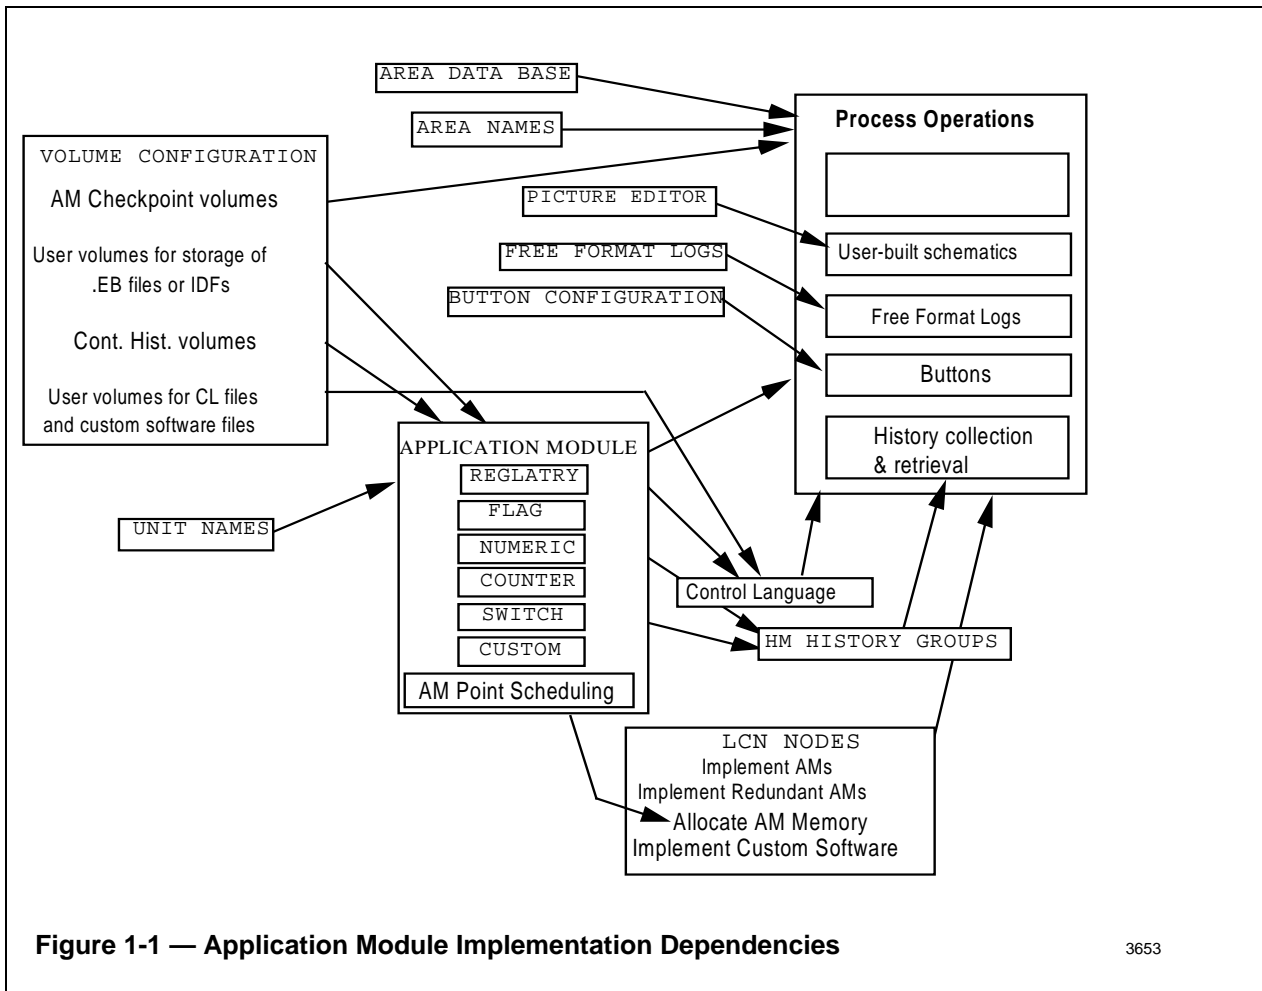 AREA DATA BASE
AREA NAMES
Process Operations
VOLUME CONFIGURATION
AM Checkpoint volumes
User volumes for storage of
.EB files or IDFs
Cont. Hist. volumes
User volumes for CL files
and custom software files
PICTURE EDITOR
FREE FORMAT LOGS
BUTTON CONFIGURATION
User-built schematics
Free Format Logs
Buttons
History collection
& retrieval
UNIT NAMES
APPLICATION MODULE
REGLATRY
FLAG
NUMERIC
COUNTER
SWITCH
CUSTOM
AM Point Scheduling
Control Language
HM HISTORY GROUPS
LCN NODES
Implement AMs
Implement Redundant AMs
Allocate AM Memory
Implement Custom Software
Figure 1-1 — Application Module Implementation Dependencies
3653